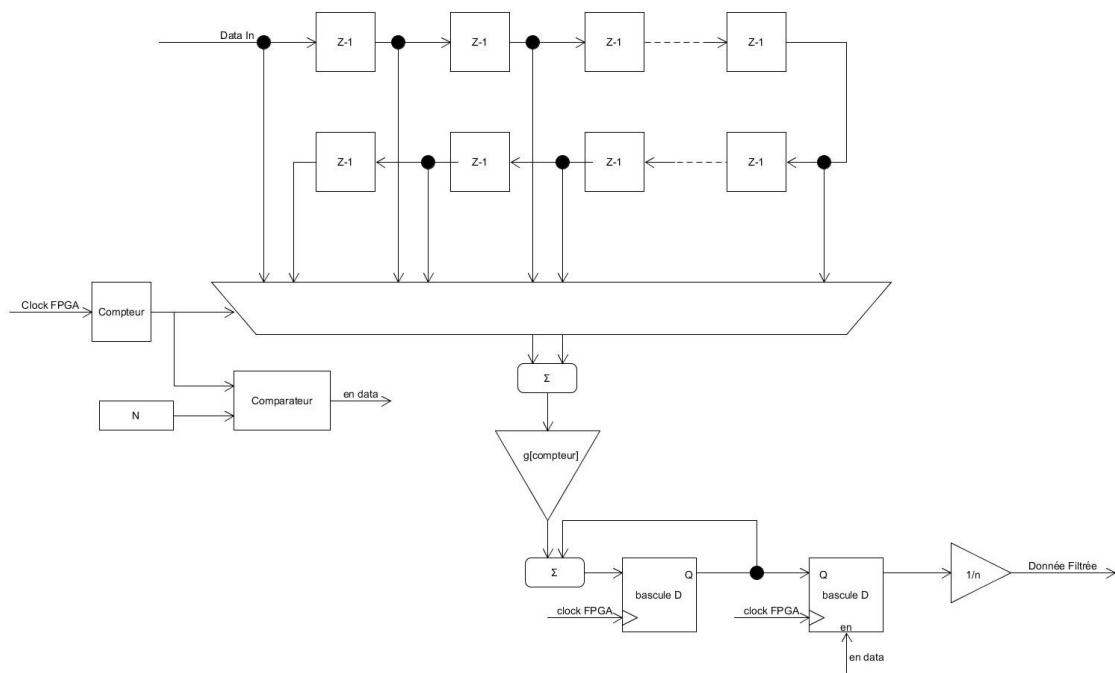 Data In
Z-1
Z-1
Z-1
Z-1
Z-1
Z-1
Z-1
Z-1
Clock FPGA
Compteur
N
Comparateur
en data
Σ
g[compteur]
Σ
Q
bascule D
clock FPGA
Q
bascule D
clock FPGA
en
en data
1/n
Donnée Filtrée